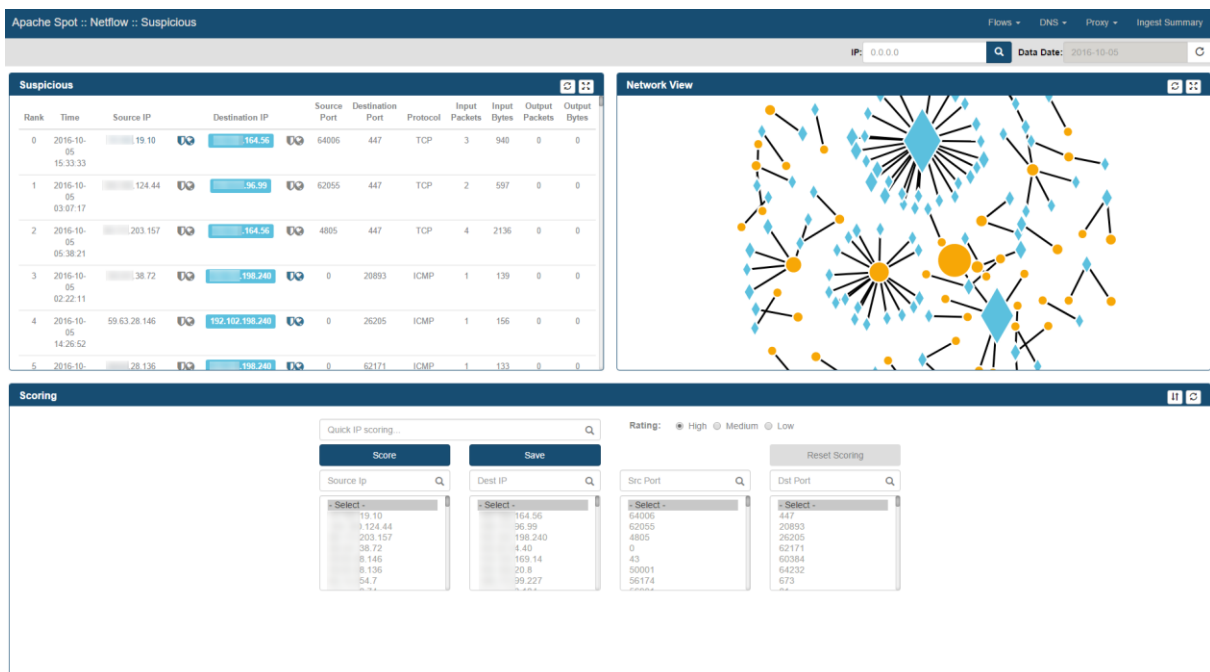 Apache Spot :: Netflow :: Suspicious
Flows DNS Proxy Ingest Summary
IP: 0.0.0.0 Data Date: 2016-10-05
Suspicious
Rank Time Source IP Destination IP Source Port Destination Port Protocol Input Packets Input Bytes Output Packets Output Bytes
0 2016-10-05 15:33:33 .19.10 .164.56 64006 447 TCP 3 940 0 0
1 2016-10-05 03:07:17 .124.44 .96.99 62055 447 TCP 2 597 0 0
2 2016-10-05 05:38:21 .203.157 .164.56 4805 447 TCP 4 2136 0 0
3 2016-10-05 02:22:11 .38.72 .198.240 0 20893 ICMP 1 139 0 0
4 2016-10-05 14:26:52 59.63.28.146 192.102.198.240 0 26205 ICMP 1 156 0 0
5 2016-10- .28.136 .198.240 0 62171 ICMP 1 133 0 0
Network View
Scoring
Quick IP scoring...
Rating: High Medium Low
Score Save Reset Scoring
Source Ip
- Select -
19.10
.124.44
203.157
38.72
8.146
8.136
54.7
Dest IP
- Select -
164.56
96.99
198.240
4.40
169.14
20.8
99.227
Src Port
- Select -
64006
62055
4805
0
43
50001
56174
Dst Port
- Select -
447
20893
26205
62171
60384
64232
673